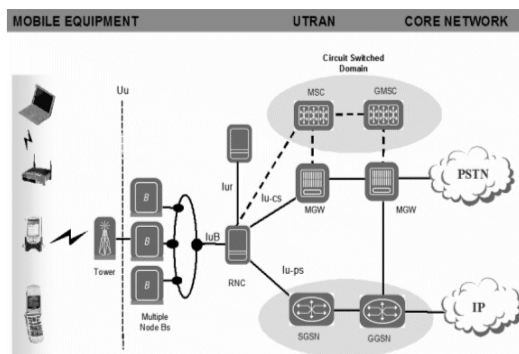 MOBILE EQUIPMENT
UTRAN
CORE NETWORK
Circuit Switched
Domain
Uu
MSC
GMSC
B
Iur
Iu-cs
PSTN
MGW
MGW
B
IuB
Tower
RNC
B
Iu-ps
Multiple
Node Bs
IP
SGSN
GGSN